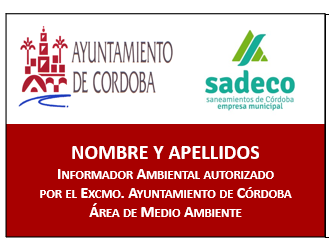 AYUNTAMIENTO
DE CORDOBA
sadeco
saneamientos de Córdoba
empresa municipal
NOMBRE Y APELLIDOS
INFORMADOR AMBIENTAL AUTORIZADO
POR EL EXCMO. AYUNTAMIENTO DE CÓRDOBA
ÁREA DE MEDIO AMBIENTE